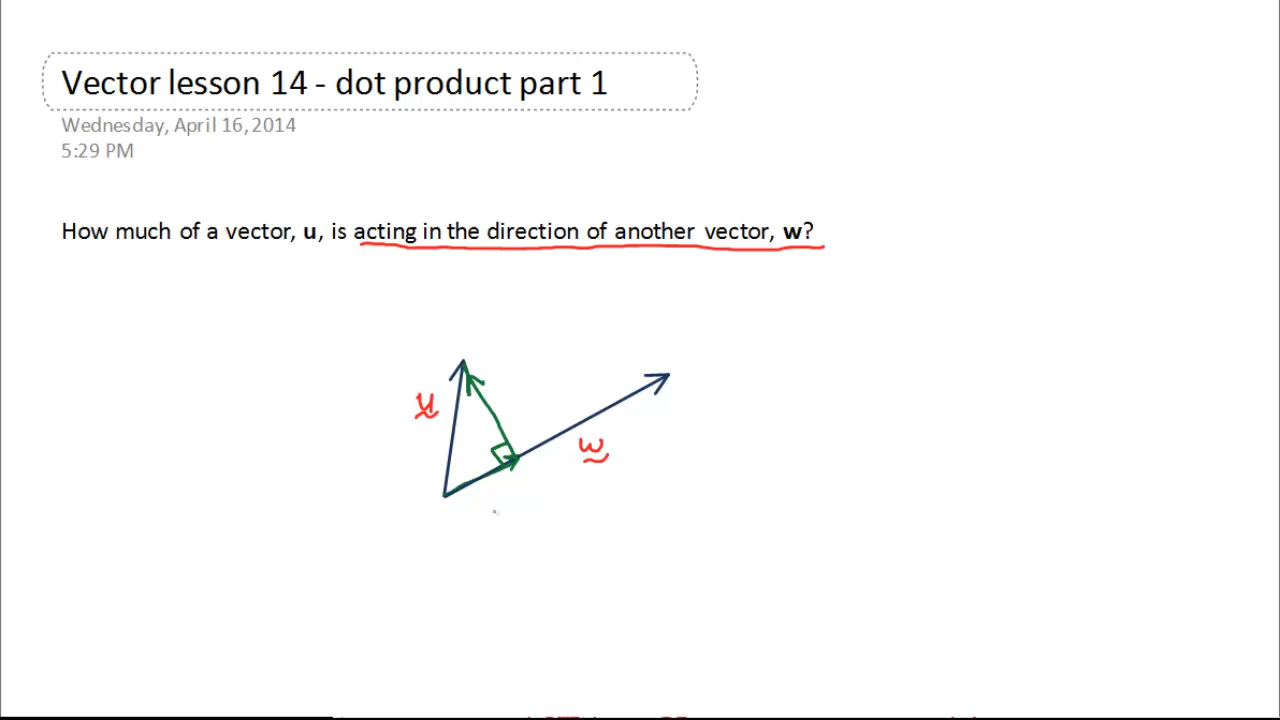 Vector lesson 14 - dot product part 1
Wednesday, April 16, 2014
5:29 PM
How much of a vector, u, is acting in the direction of another vector, w?
u
w